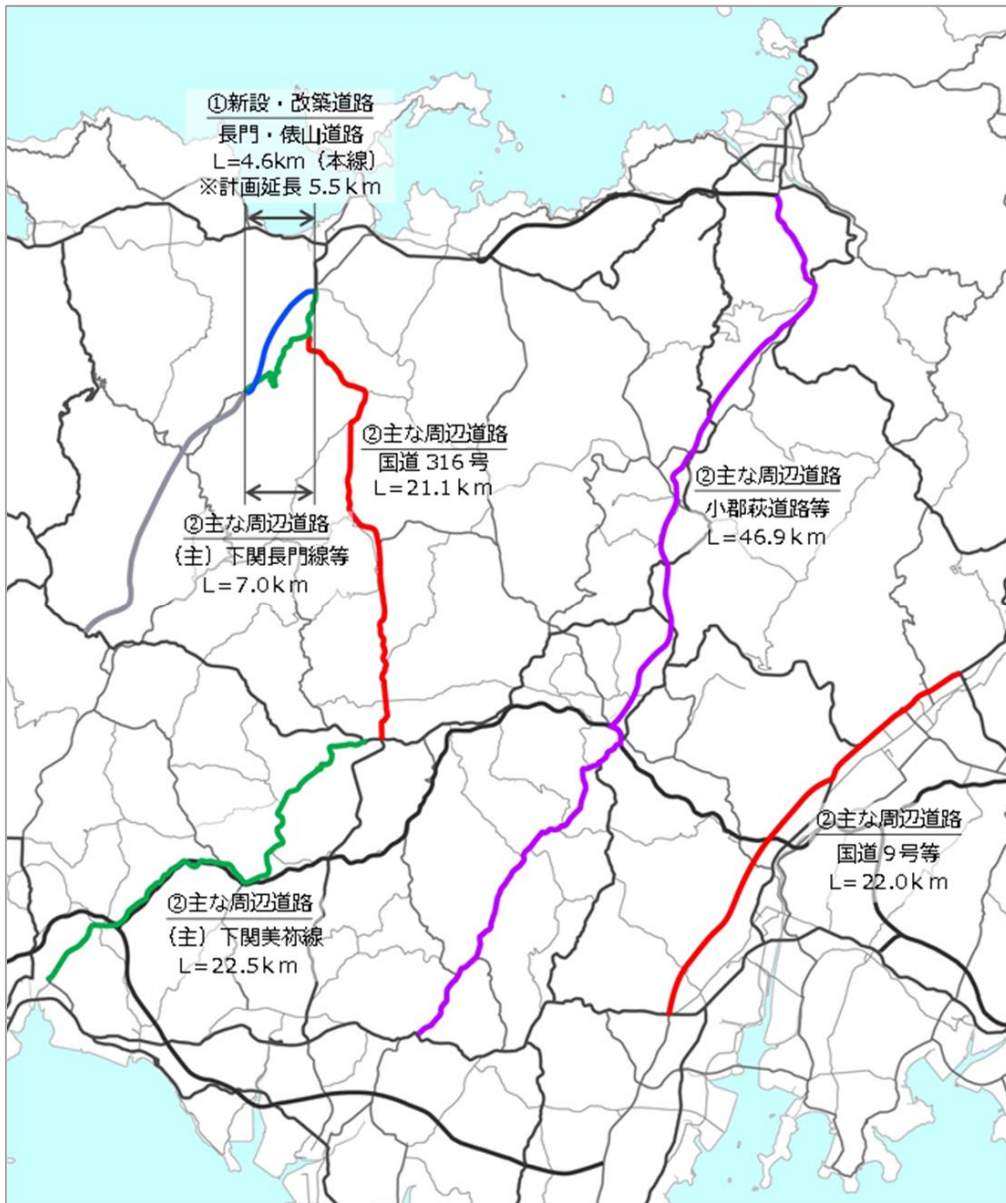 ①新設・改築道路
長門・俵山道路
L=4.6km（本線）
※計画延長 5.5km
②主な周辺道路
国道 316 号
L=21.1km
②主な周辺道路
小郡萩道路等
L=46.9km
②主な周辺道路
（主）下関長門線等
L=7.0km
②主な周辺道路
国道 9 号等
L=22.0km
②主な周辺道路
（主）下関美祢線
L=22.5km